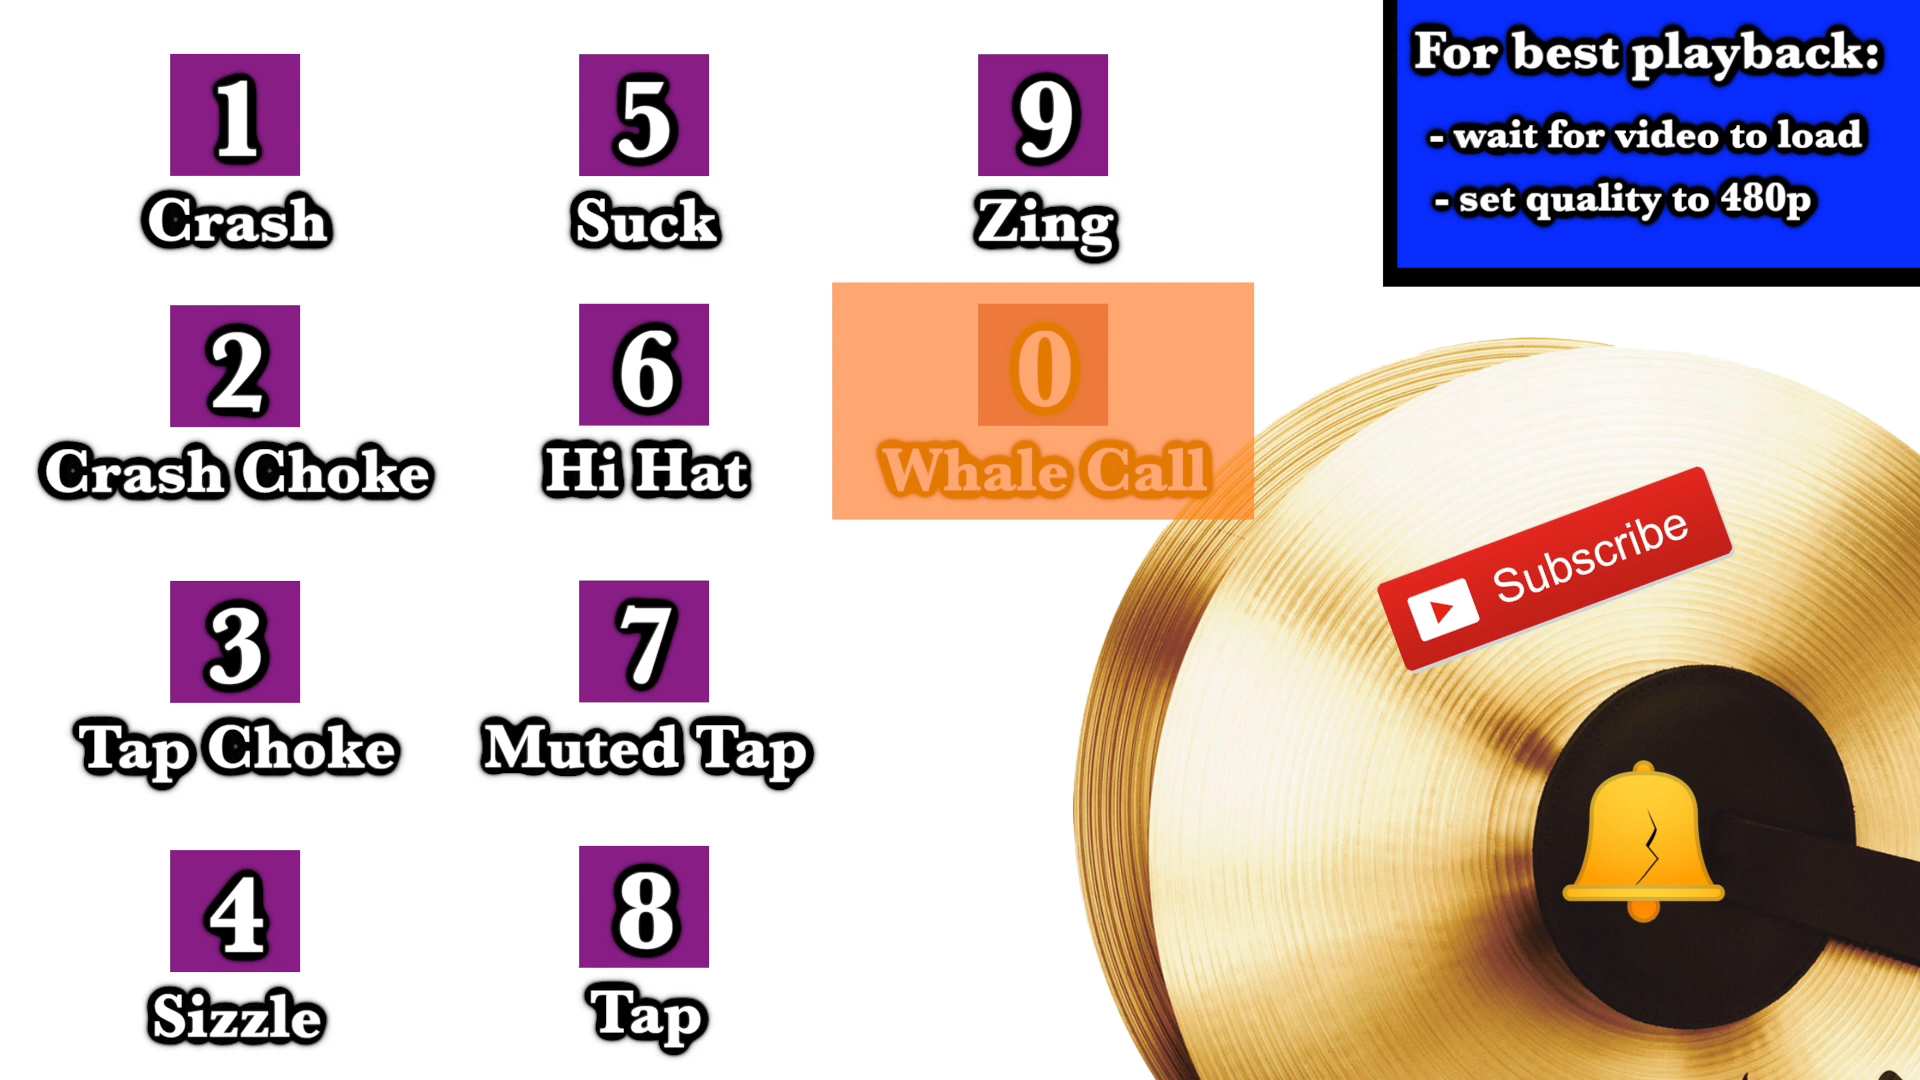 1
Crash
2
Crash Choke
3
Tap Choke
4
Sizzle
5
Suck
6
Hi Hat
7
Muted Tap
8
Tap
9
Zing
0
Whale Call
For best playback:
- wait for video to load
- set quality to 480p
Subscribe